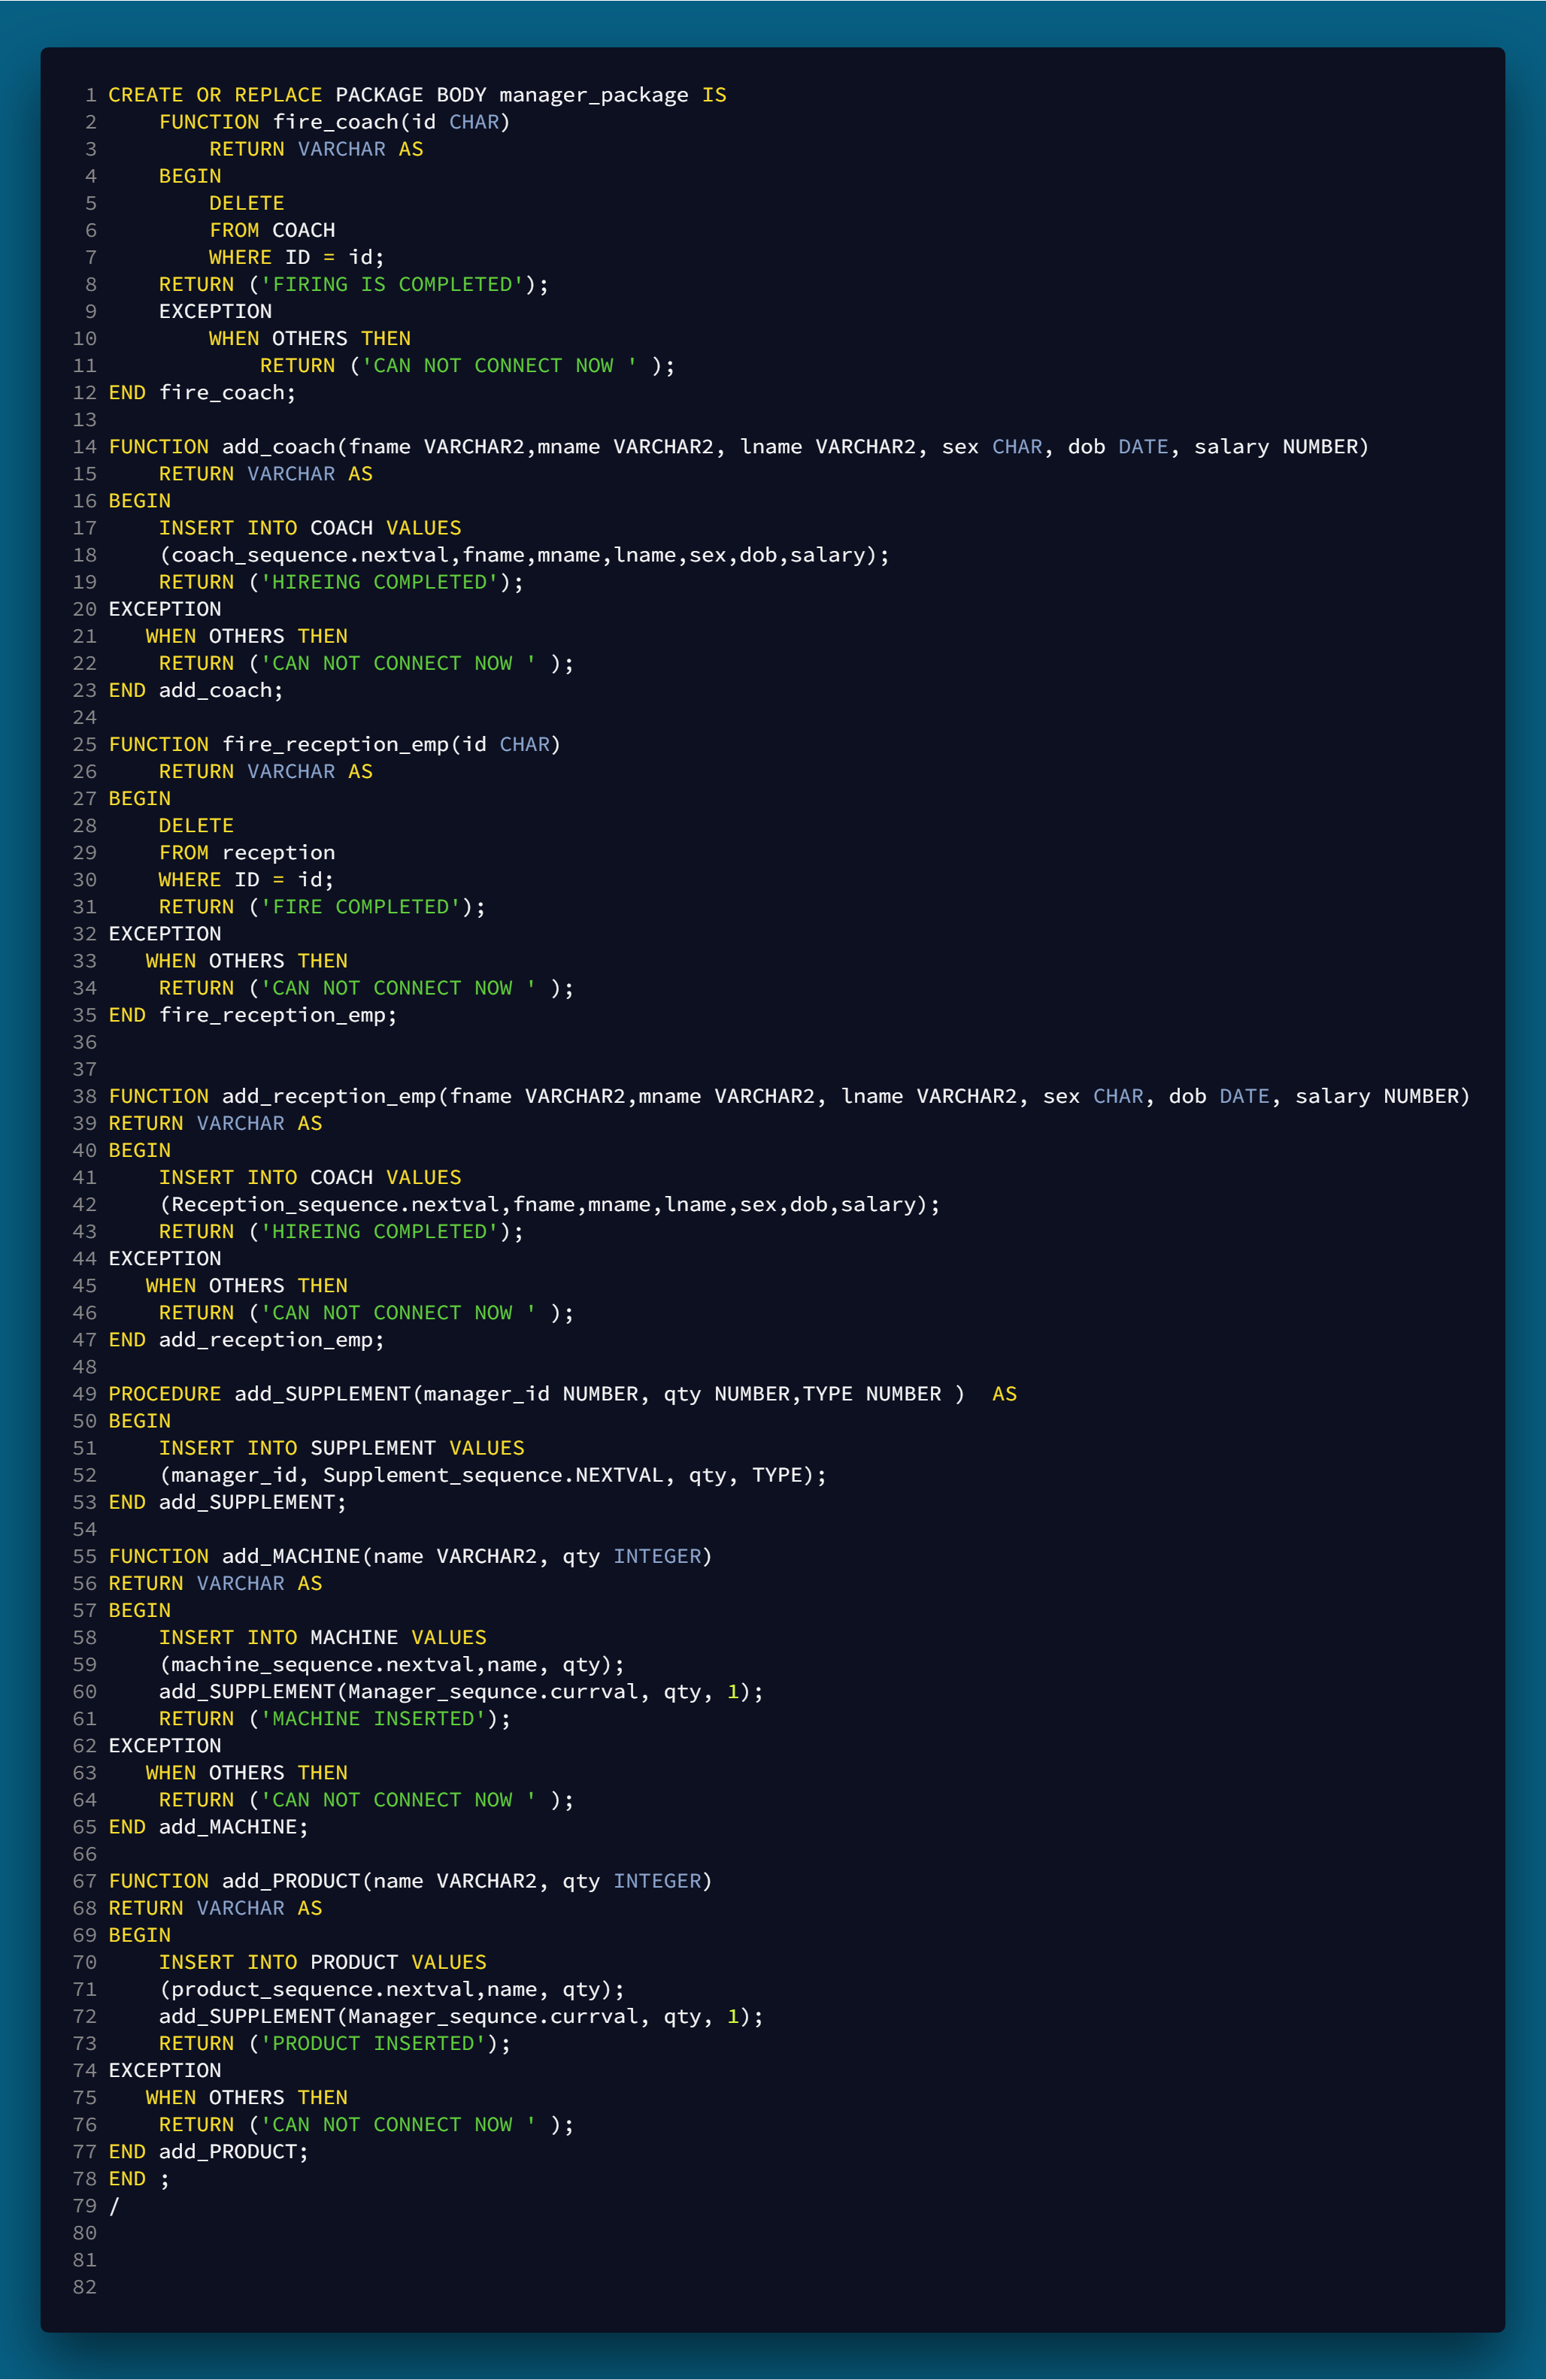 1 CREATE OR REPLACE PACKAGE BODY manager_package IS
2     FUNCTION fire_coach(id CHAR)
3         RETURN VARCHAR AS
4     BEGIN
5         DELETE
6         FROM COACH
7         WHERE ID = id;
8     RETURN ('FIRING IS COMPLETED');
9     EXCEPTION
10         WHEN OTHERS THEN
11             RETURN ('CAN NOT CONNECT NOW ' );
12 END fire_coach;
13
14 FUNCTION add_coach(fname VARCHAR2,mname VARCHAR2, lname VARCHAR2, sex CHAR, dob DATE, salary NUMBER)
15     RETURN VARCHAR AS
16 BEGIN
17     INSERT INTO COACH VALUES
18     (coach_sequence.nextval,fname,mname,lname,sex,dob,salary);
19     RETURN ('HIREING COMPLETED');
20 EXCEPTION
21    WHEN OTHERS THEN
22     RETURN ('CAN NOT CONNECT NOW ' );
23 END add_coach;
24
25 FUNCTION fire_reception_emp(id CHAR)
26     RETURN VARCHAR AS
27 BEGIN
28     DELETE
29     FROM reception
30     WHERE ID = id;
31     RETURN ('FIRE COMPLETED');
32 EXCEPTION
33    WHEN OTHERS THEN
34     RETURN ('CAN NOT CONNECT NOW ' );
35 END fire_reception_emp;
36
37
38 FUNCTION add_reception_emp(fname VARCHAR2,mname VARCHAR2, lname VARCHAR2, sex CHAR, dob DATE, salary NUMBER)
39 RETURN VARCHAR AS
40 BEGIN
41     INSERT INTO COACH VALUES
42     (Reception_sequence.nextval,fname,mname,lname,sex,dob,salary);
43     RETURN ('HIREING COMPLETED');
44 EXCEPTION
45    WHEN OTHERS THEN
46     RETURN ('CAN NOT CONNECT NOW ' );
47 END add_reception_emp;
48
49 PROCEDURE add_SUPPLEMENT(manager_id NUMBER, qty NUMBER,TYPE NUMBER )  AS
50 BEGIN
51     INSERT INTO SUPPLEMENT VALUES
52     (manager_id, Supplement_sequence.NEXTVAL, qty, TYPE);
53 END add_SUPPLEMENT;
54
55 FUNCTION add_MACHINE(name VARCHAR2, qty INTEGER)
56 RETURN VARCHAR AS
57 BEGIN
58     INSERT INTO MACHINE VALUES
59     (machine_sequence.nextval,name, qty);
60     add_SUPPLEMENT(Manager_sequnce.currval, qty, 1);
61     RETURN ('MACHINE INSERTED');
62 EXCEPTION
63    WHEN OTHERS THEN
64     RETURN ('CAN NOT CONNECT NOW ' );
65 END add_MACHINE;
66
67 FUNCTION add_PRODUCT(name VARCHAR2, qty INTEGER)
68 RETURN VARCHAR AS
69 BEGIN
70     INSERT INTO PRODUCT VALUES
71     (product_sequence.nextval,name, qty);
72     add_SUPPLEMENT(Manager_sequnce.currval, qty, 1);
73     RETURN ('PRODUCT INSERTED');
74 EXCEPTION
75    WHEN OTHERS THEN
76     RETURN ('CAN NOT CONNECT NOW ' );
77 END add_PRODUCT;
78 END ;
79 /
80
81
82